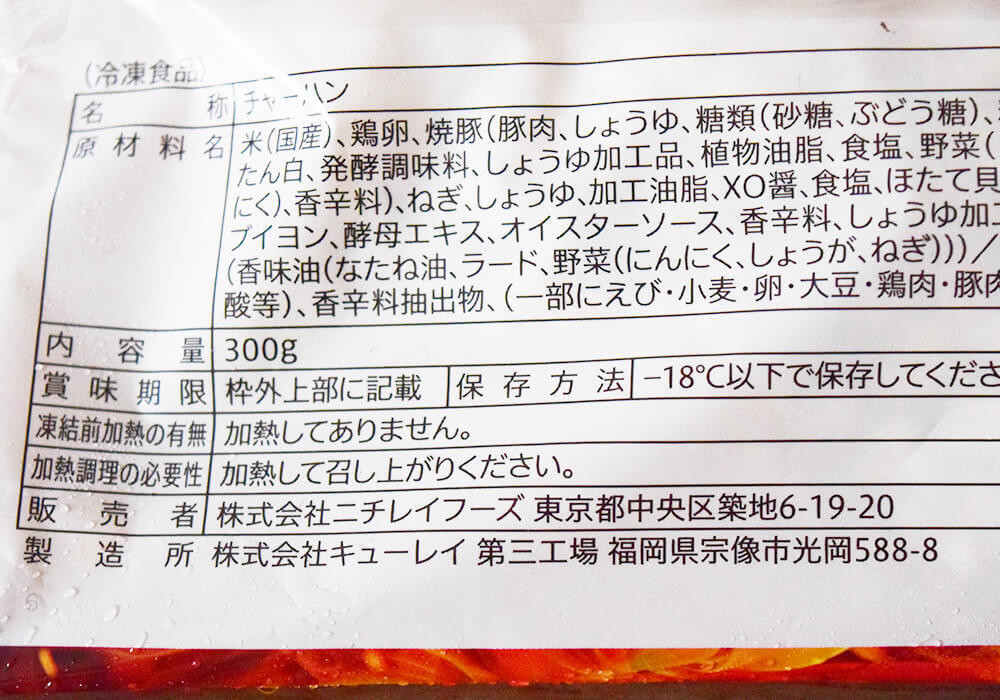 (冷凍食品)
名称 チャーハン
原材料名 米(国産)、鶏卵、焼豚(豚肉、しょうゆ、糖類(砂糖、ぶどう糖)、
たん白、発酵調味料、しょうゆ加工品、植物油脂、食塩、野菜(
にく)、香辛料)、ねぎ、しょうゆ、加工油脂、XO醤、食塩、ほたて貝
ブイヨン、酵母エキス、オイスターソース、香辛料、しょうゆ加工
(香味油(なたね油、ラード、野菜(にんにく、しょうが、ねぎ)))/
酸等)、香辛料抽出物、(一部にえび・小麦・卵・大豆・鶏肉・豚肉
内容量 300g
賞味期限 枠外上部に記載 保存方法 −18℃以下で保存してくださ
凍結前加熱の有無 加熱してありません。
加熱調理の必要性 加熱して召し上がりください。
販売者 株式会社ニチレイフーズ 東京都中央区築地6-19-20
製造所 株式会社キューレイ 第三工場 福岡県宗像市光岡588-8